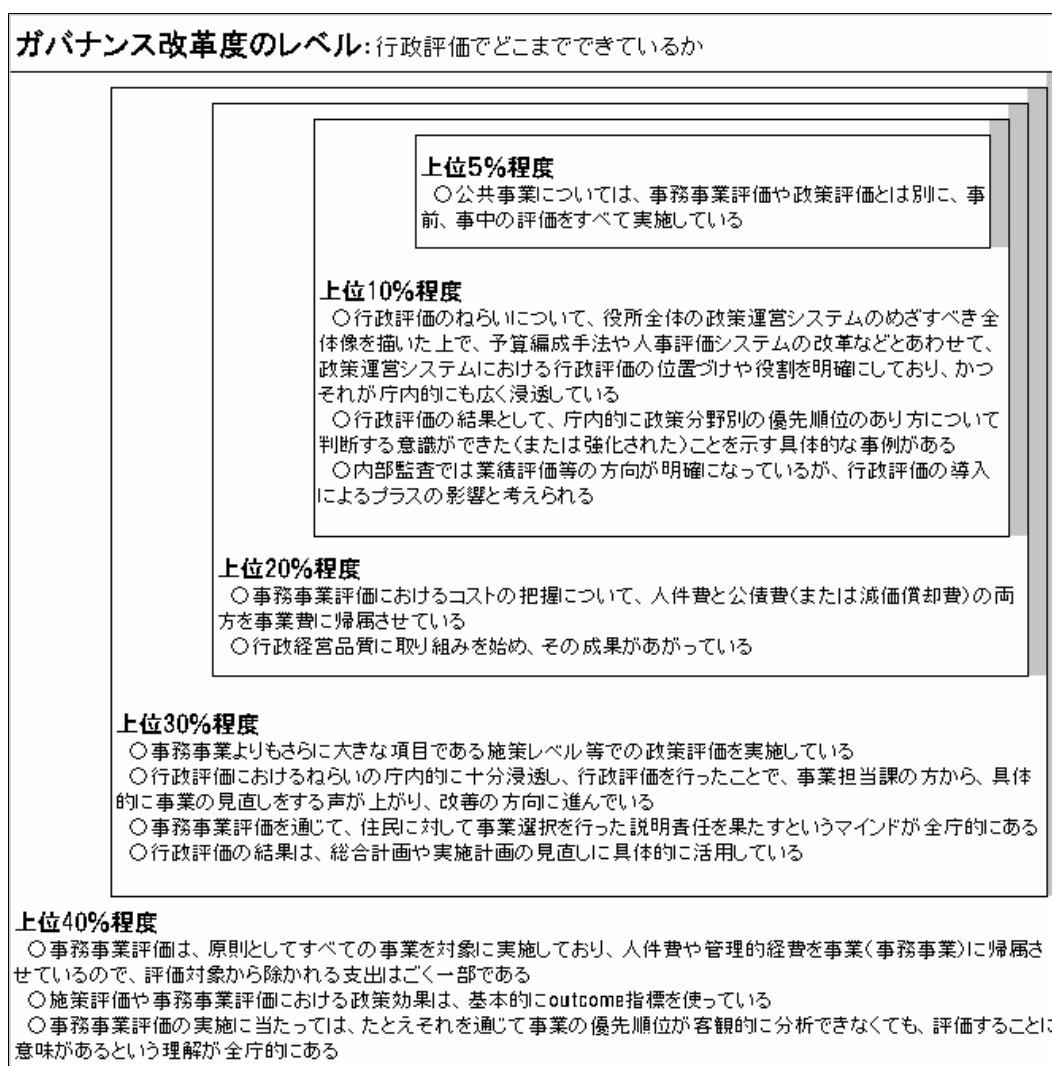 ガバナンス改革度のレベル:行政評価でどこまでできているか
上位5%程度
○公共事業については、事務事業評価や政策評価とは別に、事
前、事中の評価をすべて実施している
上位10%程度
○行政評価のねらいについて、役所全体の政策運営システムのめざすべき全
体像を描いた上で、予算編成手法や人事評価システムの改革などとあわせて、
政策運営システムにおける行政評価の位置づけや役割を明確にしており、かつ
それが庁内的にも広く浸透している
○行政評価の結果として、庁内的に政策分野別の優先順位のあり方について
判断する意識ができた(または強化された)ことを示す具体的な事例がある
○内部監査では業績評価等の方向が明確になっているが、行政評価の導入
によるプラスの影響と考えられる
上位20%程度
○事務事業評価におけるコストの把握について、人件費と公債費(または減価償却費)の両
方を事業費に帰属させている
○行政経営品質に取り組みを始め、その成果があがっている
上位30%程度
○事務事業よりもさらに大きな項目である施策レベル等での政策評価を実施している
○行政評価におけるねらいの庁内的に十分浸透し、行政評価を行ったことで、事業担当課の方から、具体
的に事業の見直しをする声が上がり、改善の方向に進んでいる
○事務事業評価を通じて、住民に対して事業選択を行った説明責任を果たすというマインドが全庁的にある
○行政評価の結果は、総合計画や実施計画の見直しに具体的に活用している
上位40%程度
○事務事業評価は、原則としてすべての事業を対象に実施しており、人件費や管理的経費を事業(事務事業)に帰属さ
せているので、評価対象から除かれる支出はごく一部である
○施策評価や事務事業評価における政策効果は、基本的にoutcome指標を使っている
○事務事業評価の実施に当たっては、たとえそれを通じて事業の優先順位が客観的に分析できなくても、評価することに
意味があるという理解が全庁的にある